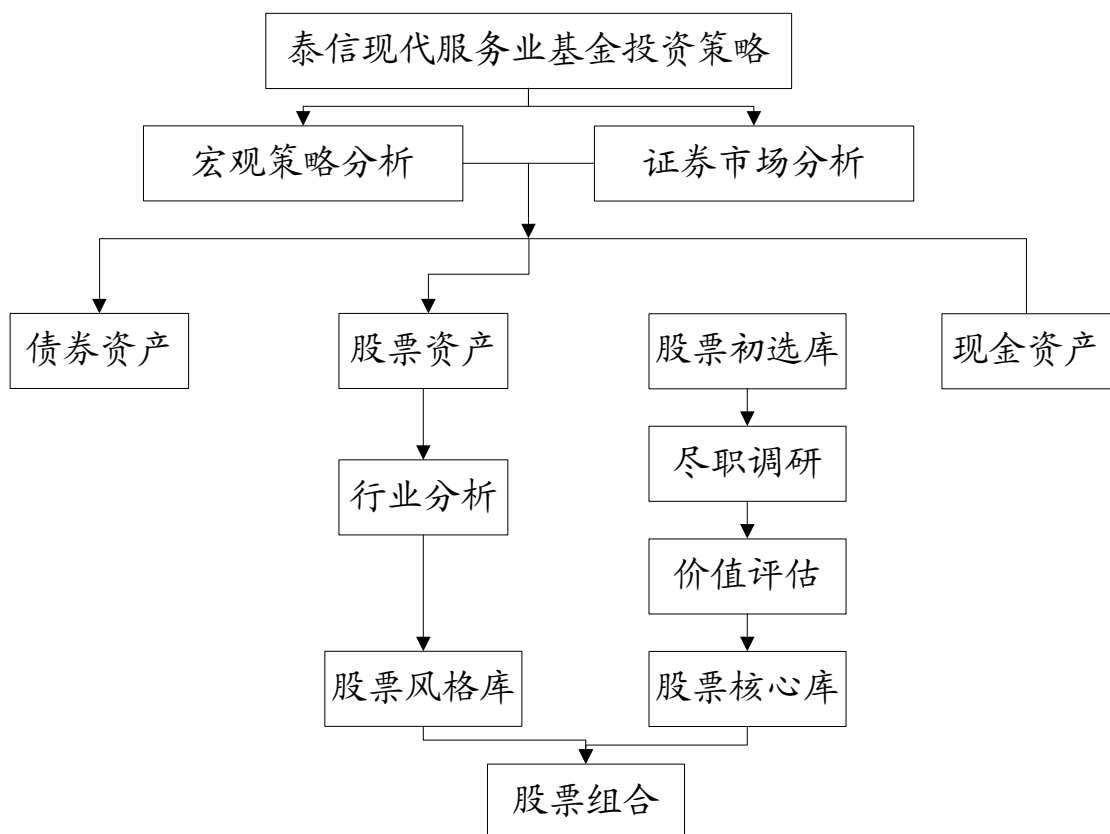 泰信现代服务业基金投资策略
宏观策略分析
证券市场分析
债券资产
股票资产
股票初选库
现金资产
尽职调研
行业分析
价值评估
股票风格库
股票核心库
股票组合